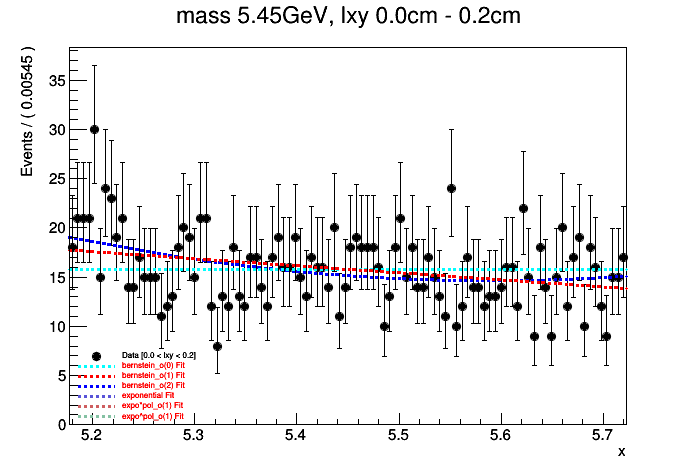 mass 5.45GeV, lxy 0.0cm - 0.2cm
Events / ( 0.00545 )
35
30
25
20
15
10
5
0
Data [0.0 < lxy < 0.2]
bernstein_o(0) Fit
bernstein_o(1) Fit
bernstein_o(2) Fit
exponential Fit
expo*pol_o(1) Fit
expo^pol_o(1) Fit
5.2 5.3 5.4 5.5 5.6 5.7
x